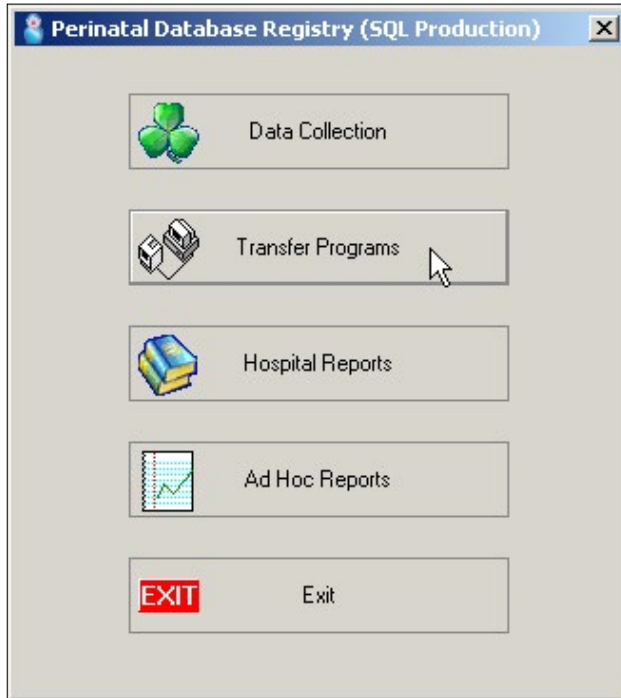 Perinatal Database Registry (SQL Production)
Data Collection
Transfer Programs
Hospital Reports
Ad Hoc Reports
EXIT Exit